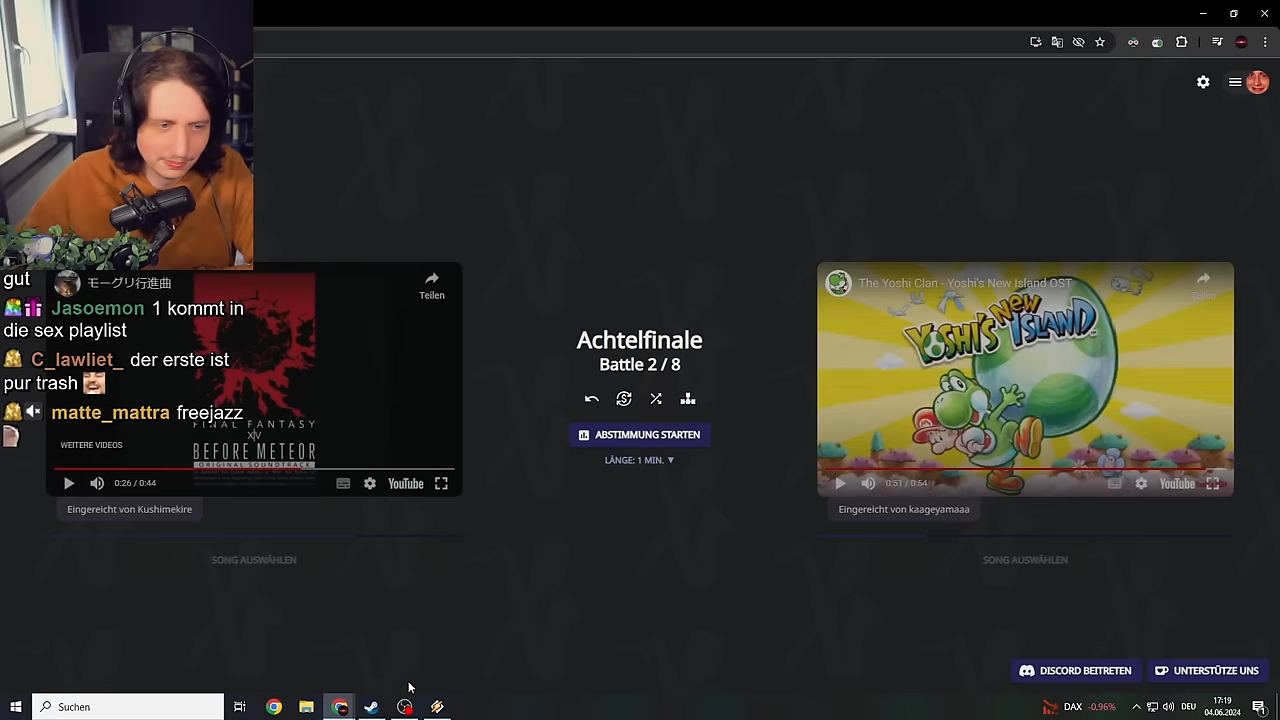 gut
Jasoemon 1 kommt in
die sex playlist
C_lawliet_ der erste ist
pur trash
matte_mattra freejazz
モーグリ行進曲
Teilen
FINAL FANTASY
XIV
BEFORE METEOR
ORIGINAL SOUNDTRACK
WEITERE VIDEOS
0:26 / 0:44
YouTube
Eingereicht von Kushimekire
SONG AUSWÄHLEN
Achtelfinale
Battle 2 / 8
ABSTIMMUNG STARTEN
LÄNGE: 1 MIN. ▼
The Yoshi Clan - Yoshi's New Island OST
Teilen
YOSHI'S NEW ISLAND
0:51 / 0:54
YouTube
Eingereicht von kaageyamaaa
SONG AUSWÄHLEN
DISCORD BEITRETEN
UNTERSTÜTZE UNS
Suchen
DAX -0,96%
DEU
17:19
04.06.2024